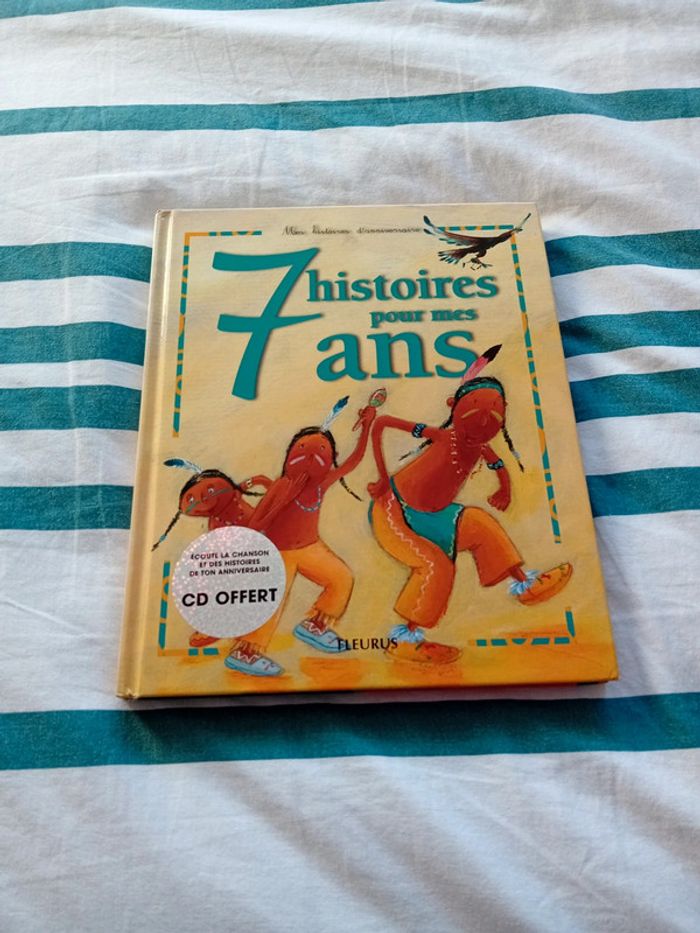 Mes histoires d'anniversaire
7 histoires
pour mes
ans
ÉCOUTE LA CHANSON
ET DES HISTOIRES
DE TON ANNIVERSAIRE
CD OFFERT
FLEURUS